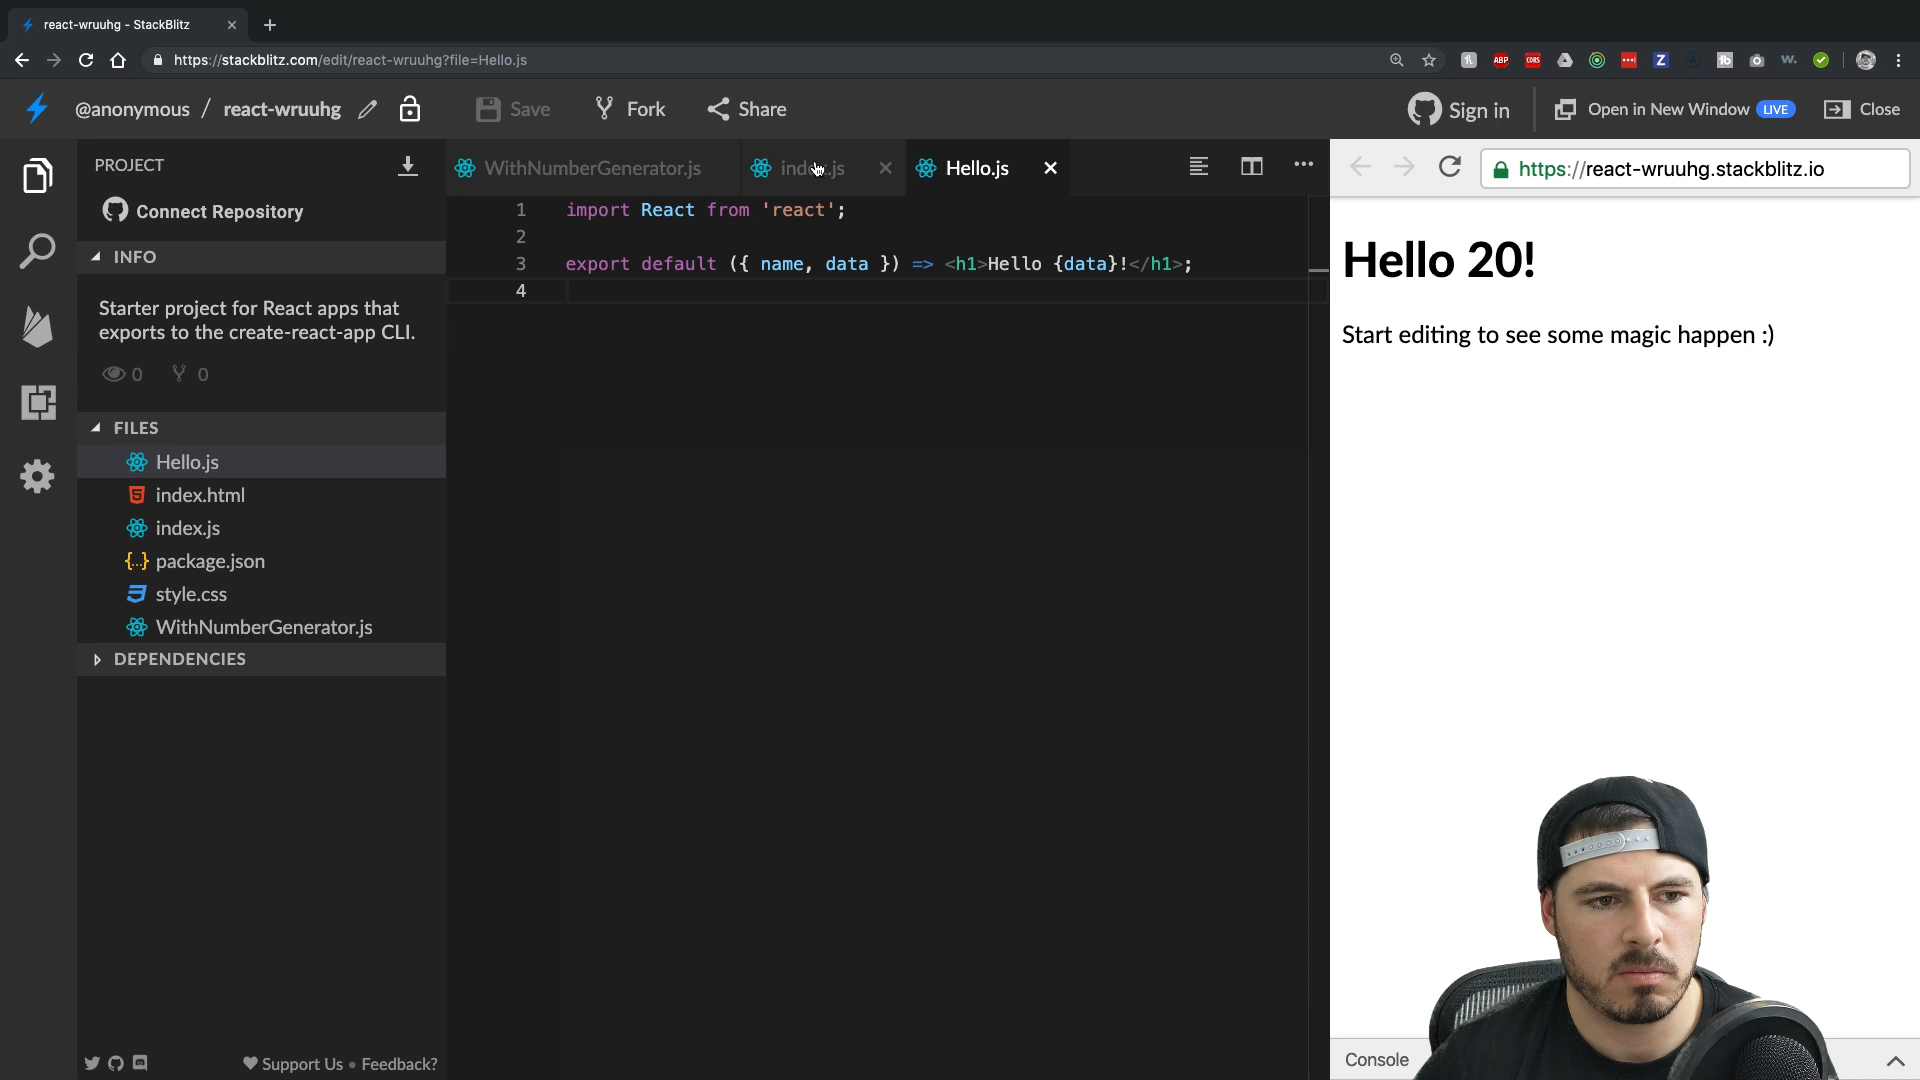 react-wruuhg - StackBlitz
https://stackblitz.com/edit/react-wruuhg?file=Hello.js
ABP
CORS
Z
W.
@anonymous / react-wruuhg
Save
Fork
Share
Sign in
Open in New Window
LIVE
Close
PROJECT
Connect Repository
INFO
Starter project for React apps that
exports to the create-react-app CLI.
0
0
FILES
Hello.js
index.html
index.js
package.json
style.css
WithNumberGenerator.js
DEPENDENCIES
Support Us • Feedback?
WithNumberGenerator.js
index.js
Hello.js
1 import React from 'react';
2
3 export default ({ name, data }) => <h1>Hello {data}!</h1>;
4
https://react-wruuhg.stackblitz.io
Hello 20!
Start editing to see some magic happen :)
Console